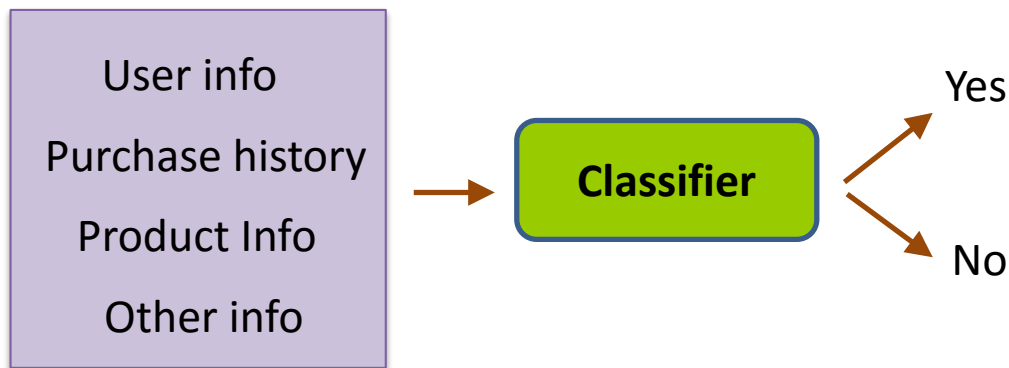 User info
Purchase history
Product Info
Other info
Classifier
Yes
No